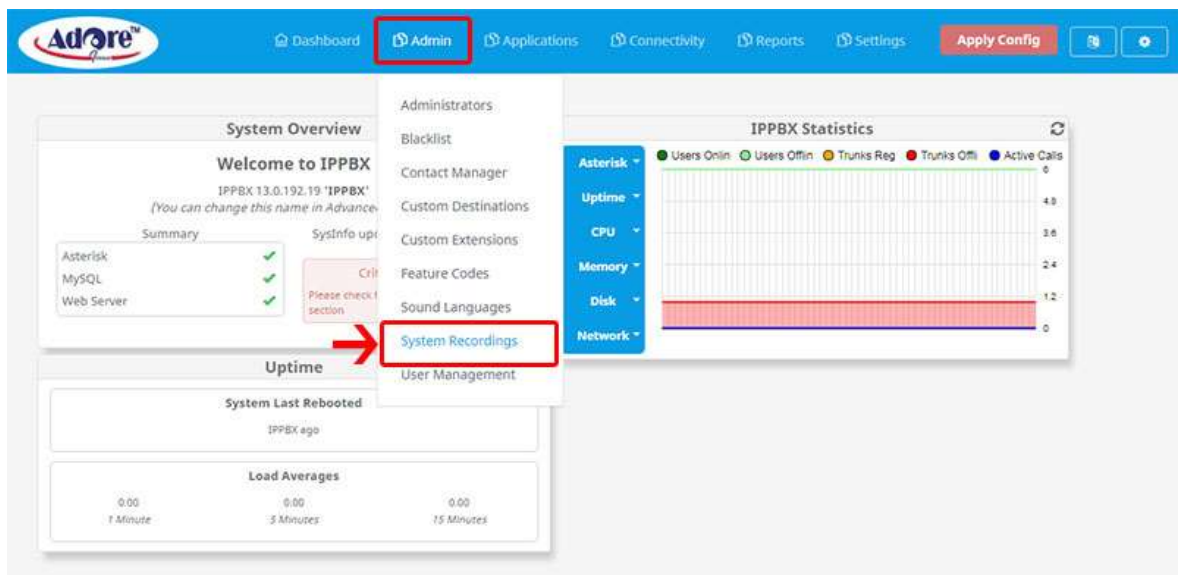 Adore™
Dashboard
Admin
Applications
Connectivity
Reports
Settings
Apply Config
Administrators
Blacklist
Contact Manager
Custom Destinations
Custom Extensions
Feature Codes
Sound Languages
System Recordings
User Management
System Overview
Welcome to IPPBX
IPPBX 13.0.192.19 'IPPBX'
(You can change this name in Advance
Summary
SysInfo up
Asterisk
MySQL
Web Server
Crit
Please check
section
Uptime
System Last Rebooted
IPPBX ago
Load Averages
0.00 0.00 0.00
1 Minute 5 Minutes 15 Minutes
IPPBX Statistics
Asterisk
Uptime
CPU
Memory
Disk
Network
Users Onlin Users Offlin Trunks Reg Trunks Offli Active Calls
6
4.8
3.6
2.4
1.2
0